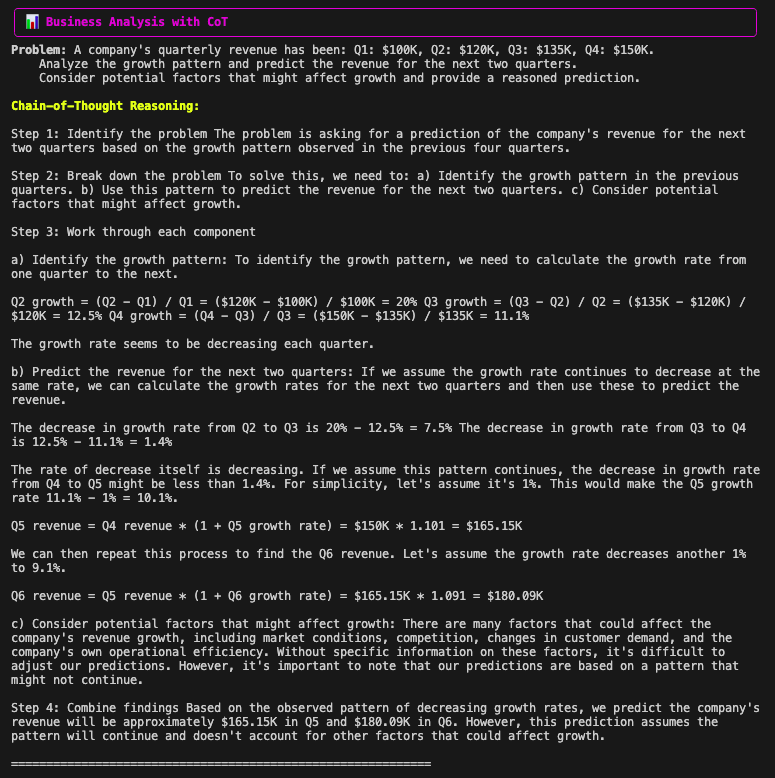 📊 Business Analysis with CoT
Problem: A company's quarterly revenue has been: Q1: $100K, Q2: $120K, Q3: $135K, Q4: $150K.
Analyze the growth pattern and predict the revenue for the next two quarters.
Consider potential factors that might affect growth and provide a reasoned prediction.
Chain-of-Thought Reasoning:
Step 1: Identify the problem The problem is asking for a prediction of the company's revenue for the next
two quarters based on the growth pattern observed in the previous four quarters.
Step 2: Break down the problem To solve this, we need to: a) Identify the growth pattern in the previous
quarters. b) Use this pattern to predict the revenue for the next two quarters. c) Consider potential
factors that might affect growth.
Step 3: Work through each component
a) Identify the growth pattern: To identify the growth pattern, we need to calculate the growth rate from
one quarter to the next.
Q2 growth = (Q2 - Q1) / Q1 = ($120K - $100K) / $100K = 20% Q3 growth = (Q3 - Q2) / Q2 = ($135K - $120K) /
$120K = 12.5% Q4 growth = (Q4 - Q3) / Q3 = ($150K - $135K) / $135K = 11.1%
The growth rate seems to be decreasing each quarter.
b) Predict the revenue for the next two quarters: If we assume the growth rate continues to decrease at the
same rate, we can calculate the growth rates for the next two quarters and then use these to predict the
revenue.
The decrease in growth rate from Q2 to Q3 is 20% - 12.5% = 7.5% The decrease in growth rate from Q3 to Q4
is 12.5% - 11.1% = 1.4%
The rate of decrease itself is decreasing. If we assume this pattern continues, the decrease in growth rate
from Q4 to Q5 might be less than 1.4%. For simplicity, let's assume it's 1%. This would make the Q5 growth
rate 11.1% - 1% = 10.1%.
Q5 revenue = Q4 revenue * (1 + Q5 growth rate) = $150K * 1.101 = $165.15K
We can then repeat this process to find the Q6 revenue. Let's assume the growth rate decreases another 1%
to 9.1%.
Q6 revenue = Q5 revenue * (1 + Q6 growth rate) = $165.15K * 1.091 = $180.09K
c) Consider potential factors that might affect growth: There are many factors that could affect the
company's revenue growth, including market conditions, competition, changes in customer demand, and the
company's own operational efficiency. Without specific information on these factors, it's difficult to
adjust our predictions. However, it's important to note that our predictions are based on a pattern that
might not continue.
Step 4: Combine findings Based on the observed pattern of decreasing growth rates, we predict the company's
revenue will be approximately $165.15K in Q5 and $180.09K in Q6. However, this prediction assumes the
pattern will continue and doesn't account for other factors that could affect growth.
============================================================